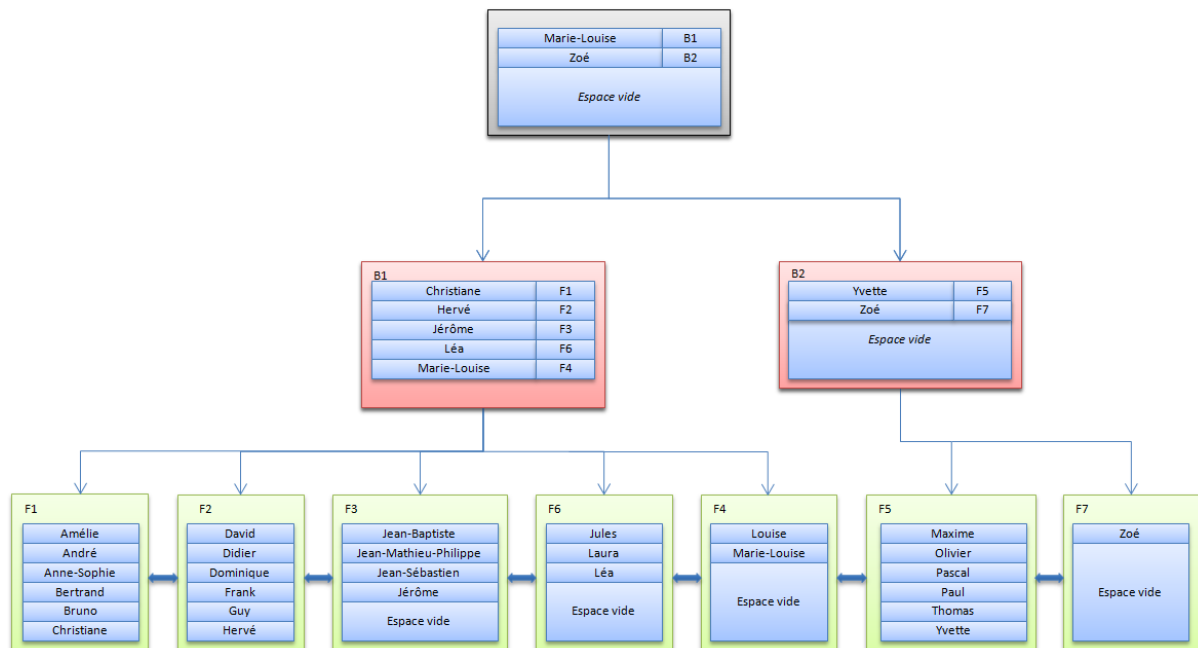 Marie-Louise B1
Zoé B2
Espace vide
B1
Christiane F1
Hervé F2
Jérôme F3
Léa F6
Marie-Louise F4
B2
Yvette F5
Zoé F7
Espace vide
F1
Amélie
André
Anne-Sophie
Bertrand
Bruno
Christiane
F2
David
Didier
Dominique
Frank
Guy
Hervé
F3
Jean-Baptiste
Jean-Mathieu-Philippe
Jean-Sébastien
Jérôme
Espace vide
F6
Jules
Laura
Léa
Espace vide
F4
Louise
Marie-Louise
Espace vide
F5
Maxime
Olivier
Pascal
Paul
Thomas
Yvette
F7
Zoé
Espace vide